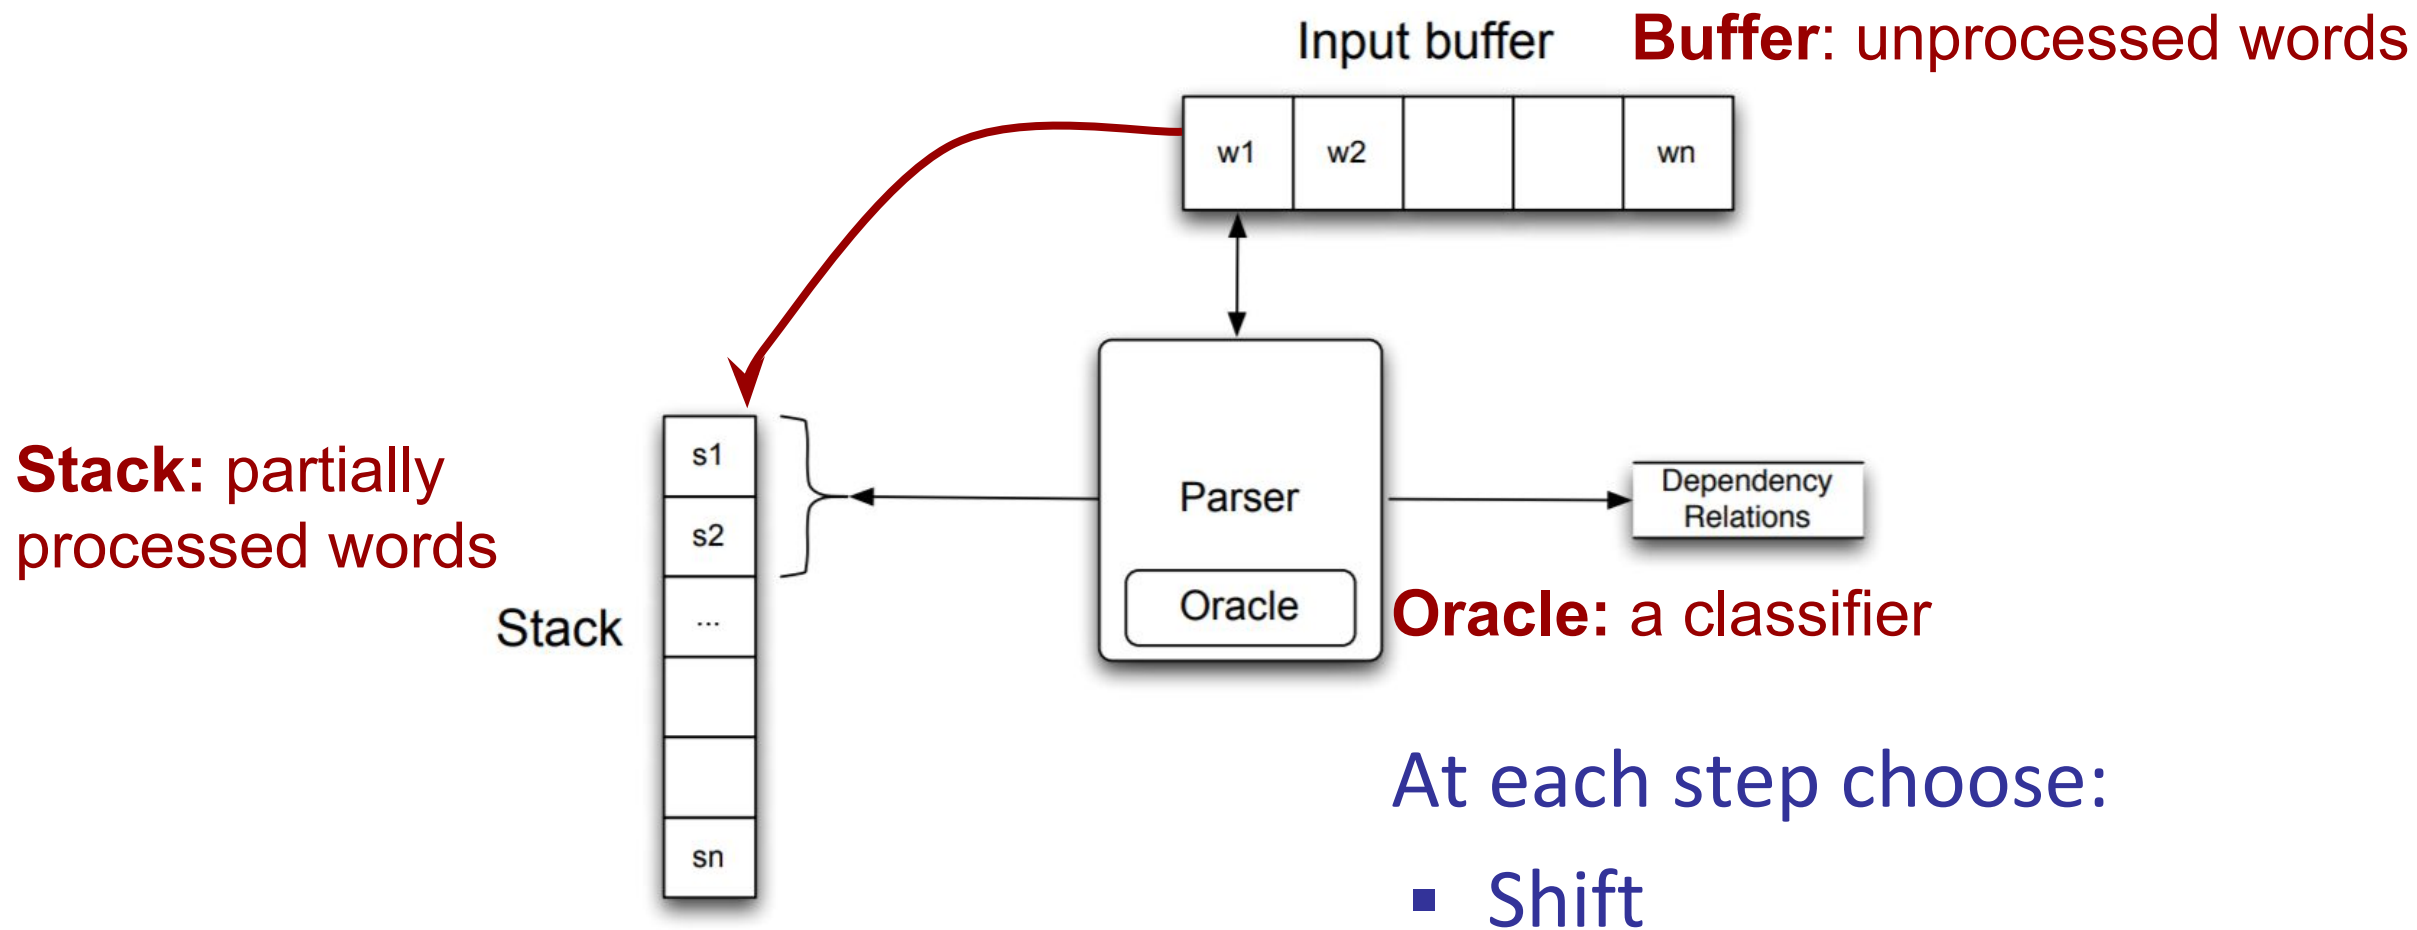 Input buffer
Buffer: unprocessed words
w1 w2 wn
Stack: partially
processed words
Stack
s1
s2
...
sn
Parser
Oracle
Dependency
Relations
Oracle: a classifier
At each step choose:
▪ Shift